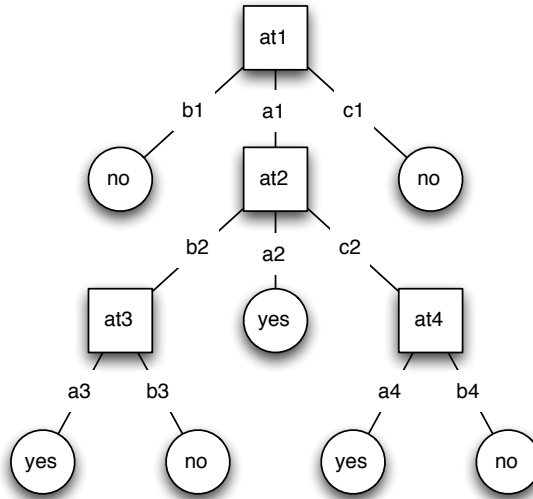 at1
b1 a1 c1
no at2 no
b2 a2 c2
at3 yes at4
a3 b3 a4 b4
yes no yes no